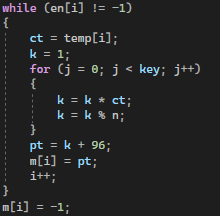 while (en[i] != -1)
{
ct = temp[i];
k = 1;
for (j = 0; j < key; j++)
{
k = k * ct;
k = k % n;
}
pt = k + 96;
m[i] = pt;
i++;
}
m[i] = -1;